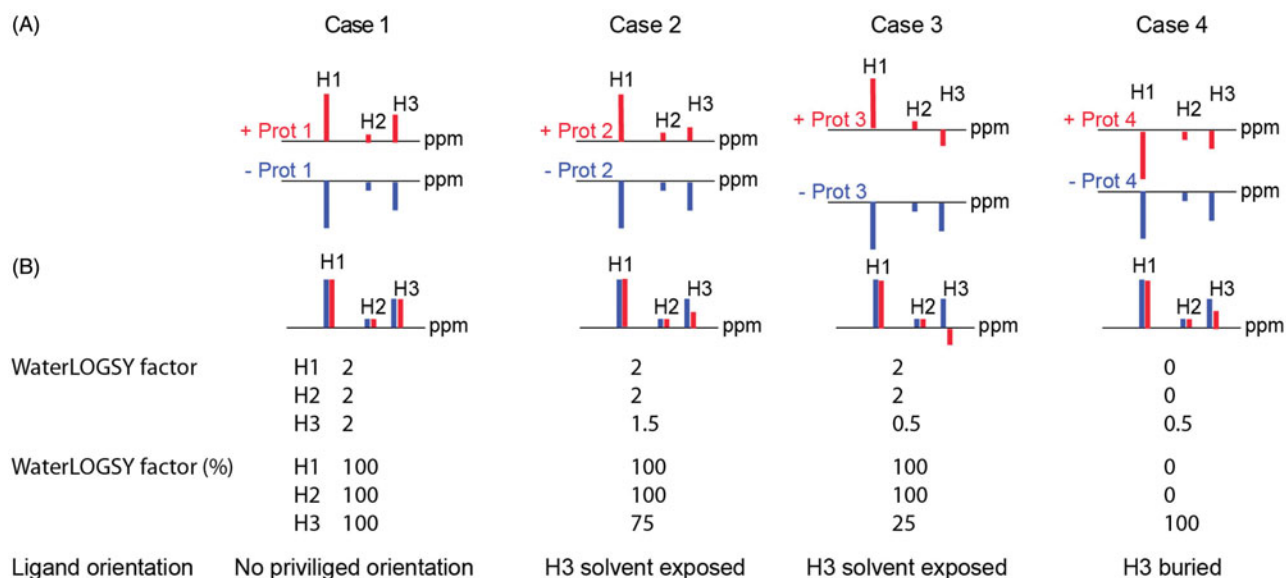 (A) Case 1 Case 2 Case 3 Case 4
H1 H2 H3 H1 H2 H3 H1 H2 H3 H1 H2 H3
+ Prot 1 ppm + Prot 2 ppm + Prot 3 ppm + Prot 4 ppm
- Prot 1 ppm - Prot 2 ppm - Prot 3 ppm - Prot 4 ppm
(B) H1 H2 H3 ppm H1 H2 H3 ppm H1 H2 H3 ppm H1 H2 H3 ppm
WaterLOGSY factor H1 2 2 2 0
H2 2 2 2 0
H3 2 1.5 0.5 0.5
WaterLOGSY factor (%) H1 100 100 100 0
H2 100 100 100 0
H3 100 75 25 100
Ligand orientation No priviliged orientation H3 solvent exposed H3 solvent exposed H3 buried